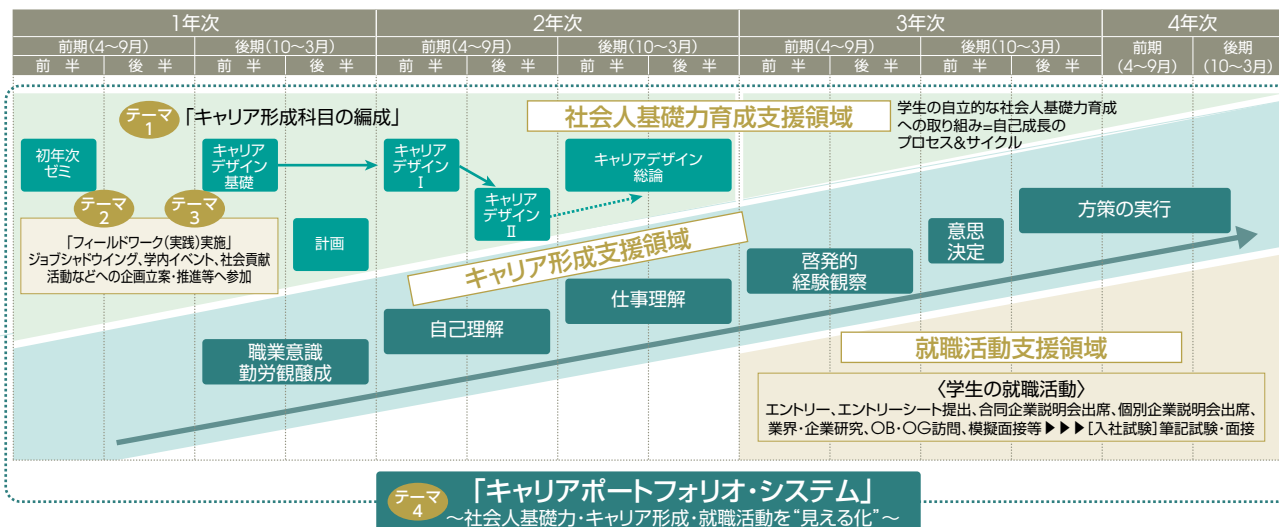 1年次 2年次 3年次 4年次
前期(4〜9月) 後期(10〜3月) 前期(4〜9月) 後期(10〜3月) 前期(4〜9月) 後期(10〜3月) 前期 後期
前 半 後 半 前 半 後 半 前 半 後 半 前 半 後 半 前 半 後 半 前 半 後 半 (4〜9月) (10〜3月)
テーマ
1
「キャリア形成科目の編成」
社会人基礎力育成支援領域
学生の自立的な社会人基礎力育成
への取り組み=自己成長の
プロセス&サイクル
初年次
ゼミ
キャリア
デザイン
基礎
キャリア
デザイン
Ⅰ
キャリア
デザイン
Ⅱ
キャリアデザイン
総論
テーマ
2
テーマ
3
「フィールドワーク(実践)実施」
ジョブシャドウイング、学内イベント、社会貢献
活動などへの企画立案・推進等へ参加
計画
キャリア形成支援領域
職業意識
勤労観醸成
自己理解
仕事理解
啓発的
経験観察
意思
決定
方策の実行
就職活動支援領域
〈学生の就職活動〉
エントリー、エントリーシート提出、合同企業説明会出席、個別企業説明会出席、
業界・企業研究、OB・OG訪問、模擬面接等▶▶▶[入社試験]筆記試験・面接
テーマ
4
「キャリアポートフォリオ・システム」
〜社会人基礎力・キャリア形成・就職活動を“見える化”〜